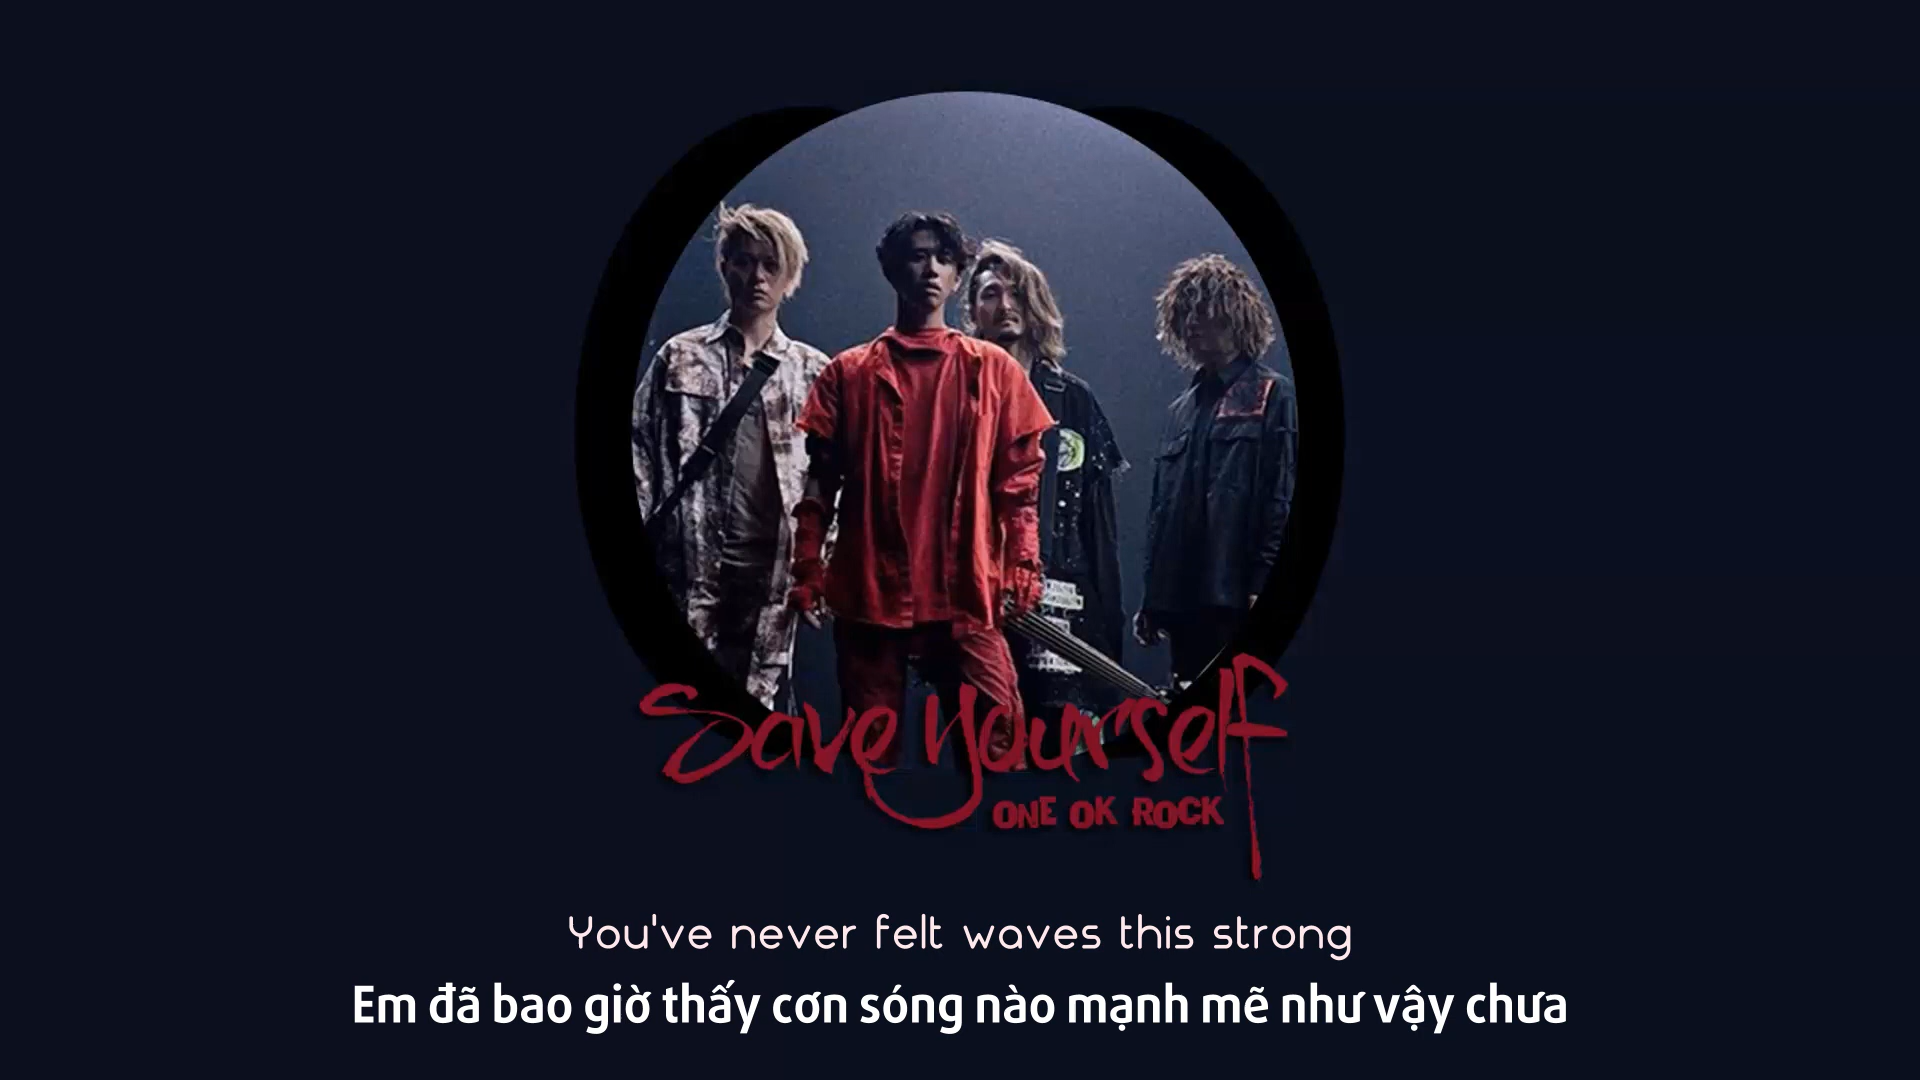 Save Yourself
ONE OK ROCK
You've never felt waves this strong
Em đã bao giờ thấy cơn sóng nào mạnh mẽ như vậy chưa